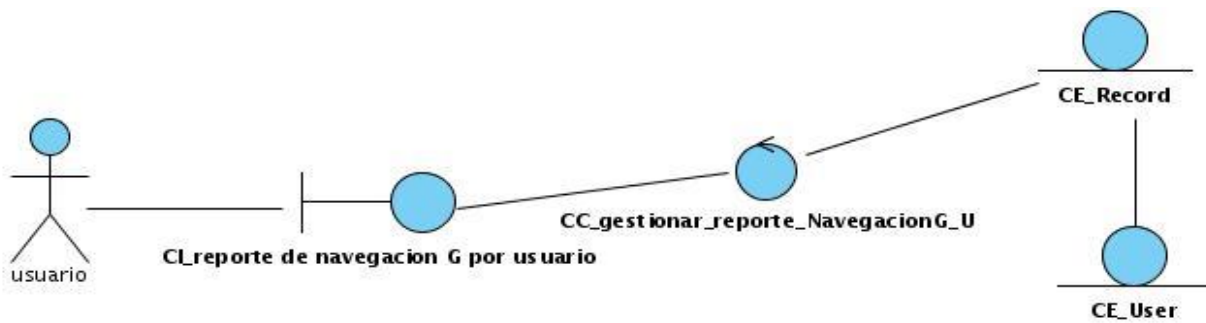 CE_Record
CC_gestionar_reporte_NavegacionG_U
CI_reporte de navegacion G por usuario
usuario
CE_User